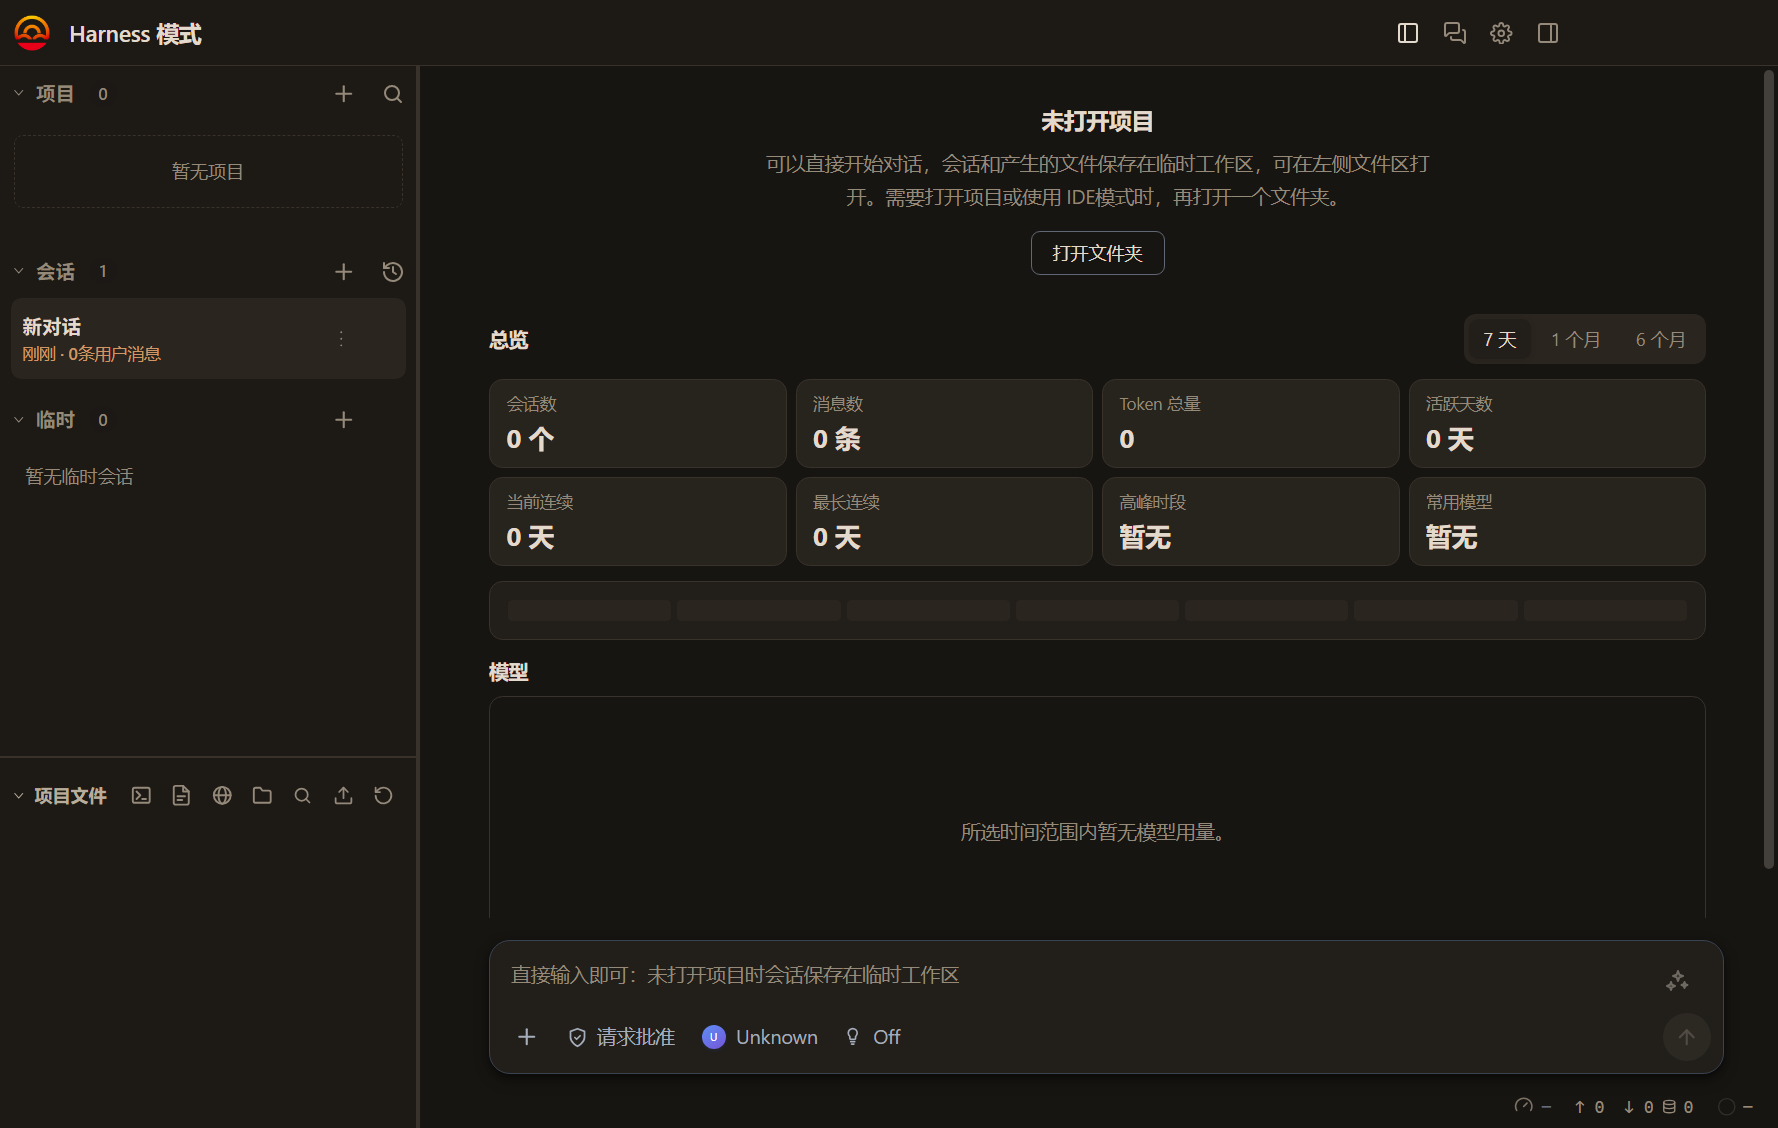 Harness 模式
项目 0
暂无项目
会话 1
新对话
刚刚 · 0条用户消息
临时 0
暂无临时会话
项目文件
未打开项目
可以直接开始对话，会话和产生的文件保存在临时工作区，可在左侧文件区打
开。需要打开项目或使用 IDE模式时，再打开一个文件夹。
打开文件夹
总览
7 天 1 个月 6 个月
会话数 消息数 Token 总量 活跃天数
0 个 0 条 0 0 天
当前连续 最长连续 高峰时段 常用模型
0 天 0 天 暂无 暂无
模型
所选时间范围内暂无模型用量。
直接输入即可：未打开项目时会话保存在临时工作区
请求批准 U Unknown Off
– ↑ 0 ↓ 0 0 –